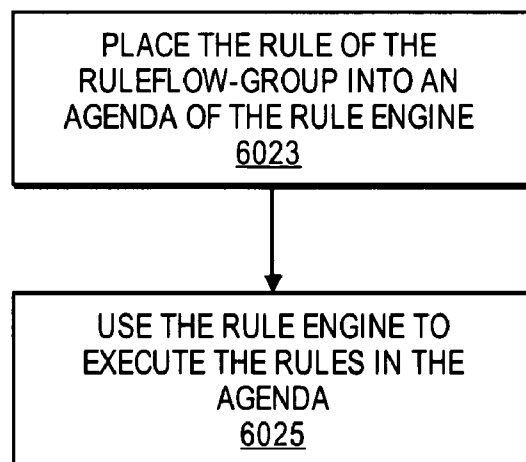 PLACE THE RULE OF THE
RULEFLOW-GROUP INTO AN
AGENDA OF THE RULE ENGINE
6023
USE THE RULE ENGINE TO
EXECUTE THE RULES IN THE
AGENDA
6025